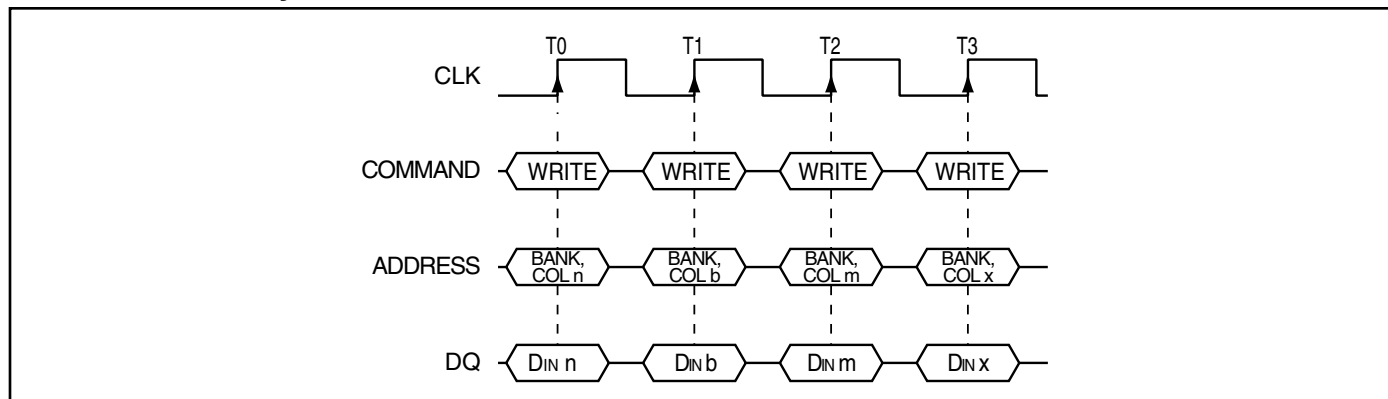 T0 T1 T2 T3
CLK
COMMAND WRITE WRITE WRITE WRITE
ADDRESS BANK, COL n BANK, COL b BANK, COL m BANK, COL x
DQ DIN n DIN b DIN m DIN x